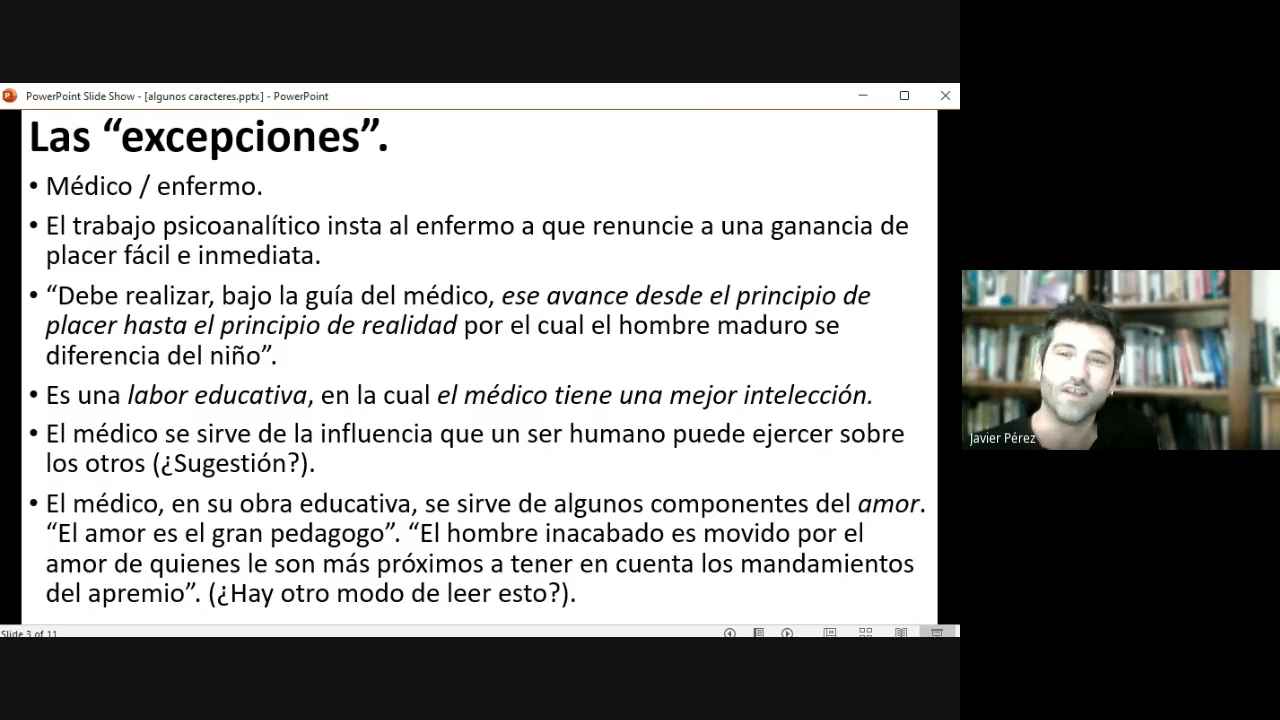 PowerPoint Slide Show - [algunos caracteres.pptx] - PowerPoint
Las “excepciones”.
• Médico / enfermo.
• El trabajo psicoanalítico insta al enfermo a que renuncie a una ganancia de
placer fácil e inmediata.
• “Debe realizar, bajo la guía del médico, ese avance desde el principio de
placer hasta el principio de realidad por el cual el hombre maduro se
diferencia del niño”.
• Es una labor educativa, en la cual el médico tiene una mejor intelección.
• El médico se sirve de la influencia que un ser humano puede ejercer sobre
los otros (¿Sugestión?).
• El médico, en su obra educativa, se sirve de algunos componentes del amor.
“El amor es el gran pedagogo”. “El hombre inacabado es movido por el
amor de quienes le son más próximos a tener en cuenta los mandamientos
del apremio”. (¿Hay otro modo de leer esto?).
Slide 3 of 11
Javier Pérez